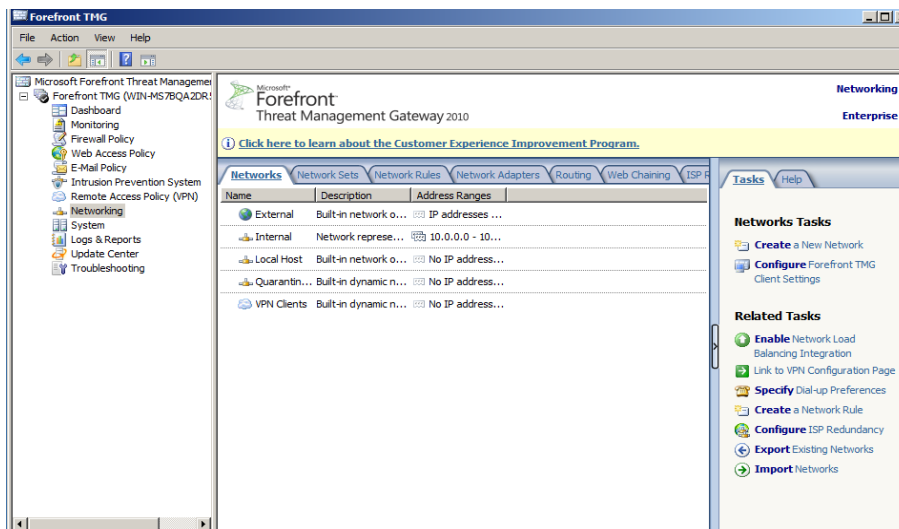 Forefront TMG
File Action View Help
Microsoft Forefront Threat Managemer
Forefront TMG (WIN-MS7BQA2DR
Dashboard
Monitoring
Firewall Policy
Web Access Policy
E-Mail Policy
Intrusion Prevention System
Remote Access Policy (VPN)
Networking
System
Logs & Reports
Update Center
Troubleshooting
Microsoft
Forefront
Threat Management Gateway 2010
Networking
Enterprise
Click here to learn about the Customer Experience Improvement Program.
Networks Network Sets Network Rules Network Adapters Routing Web Chaining ISP R
Name Description Address Ranges
External Built-in network o... IP addresses ...
Internal Network represe... 10.0.0.0 - 10...
Local Host Built-in network o... No IP address...
Quarantin... Built-in dynamic n... No IP address...
VPN Clients Built-in dynamic n... No IP address...
Tasks Help
Networks Tasks
Create a New Network
Configure Forefront TMG
Client Settings
Related Tasks
Enable Network Load
Balancing Integration
Link to VPN Configuration Page
Specify Dial-up Preferences
Create a Network Rule
Configure ISP Redundancy
Export Existing Networks
Import Networks